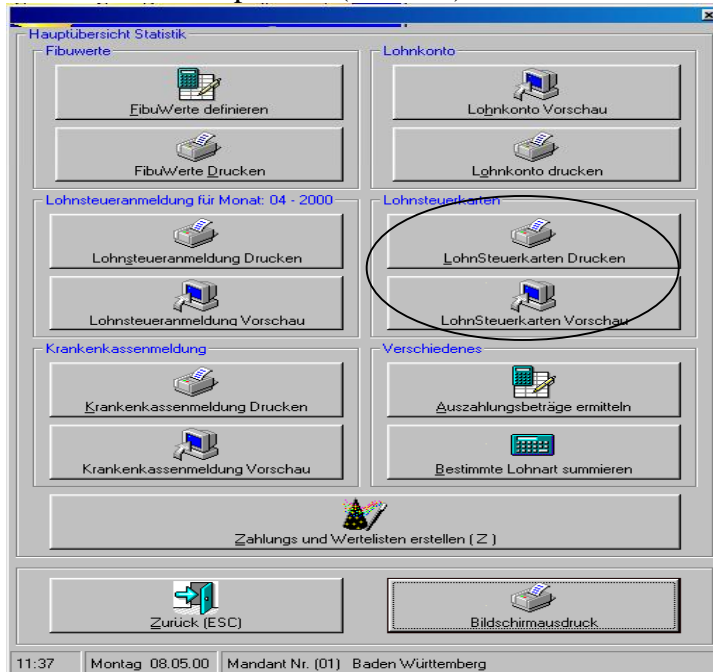 Hauptübersicht Statistik
Fibuwerte
FibuWerte definieren
FibuWerte Drucken
Lohnkonto
Lohnkonto Vorschau
Lohnkonto drucken
Lohnsteueranmeldung für Monat: 04 - 2000
Lohnsteueranmeldung Drucken
Lohnsteueranmeldung Vorschau
Lohnsteuerkarten
LohnSteuerkarten Drucken
LohnSteuerkarten Vorschau
Krankenkassenmeldung
Krankenkassenmeldung Drucken
Krankenkassenmeldung Vorschau
Verschiedenes
Auszahlungsbeträge ermitteln
Bestimmte Lohnart summieren
Zahlungs und Wertelisten erstellen ( Z )
Zurück (ESC)
Bildschirmausdruck
11:37 Montag 08.05.00 Mandant Nr. (01) Baden Württemberg